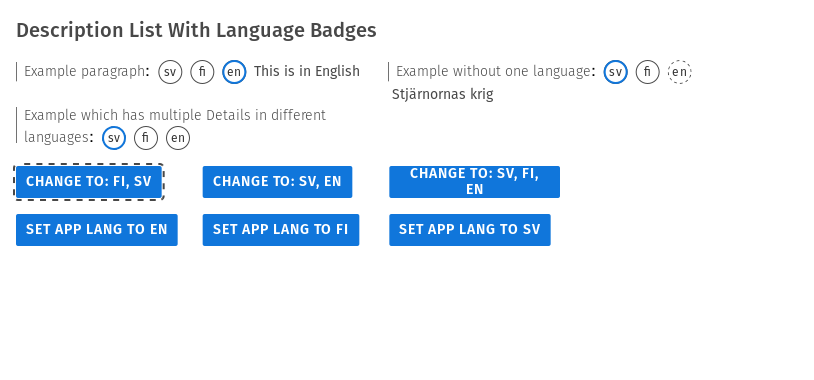 Description List With Language Badges
Example paragraph: sv fi en This is in English
Example without one language: sv fi en
Stjärnornas krig
Example which has multiple Details in different
languages: sv fi en
CHANGE TO: FI, SV
CHANGE TO: SV, EN
CHANGE TO: SV, FI,
EN
SET APP LANG TO EN
SET APP LANG TO FI
SET APP LANG TO SV